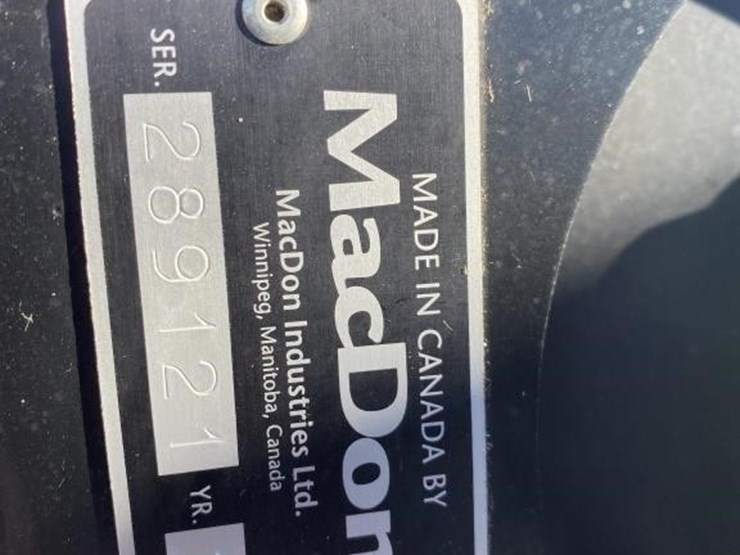 MADE IN CANADA BY
MacDon
MacDon Industries Ltd.
Winnipeg, Manitoba, Canada
SER. 289121 YR.